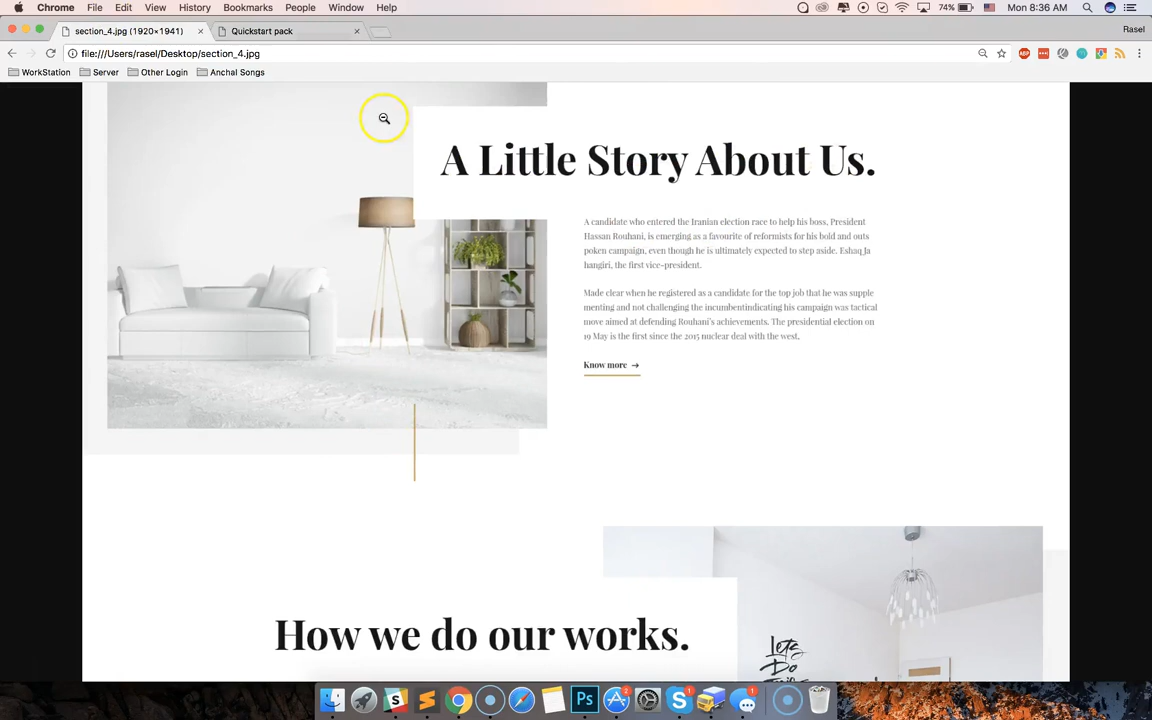 Chrome File Edit View History Bookmarks People Window Help
74% Mon 8:36 AM
section_4.jpg (1920×1941)
Quickstart pack
Rasel
file:///Users/rasel/Desktop/section_4.jpg
ABP
WorkStation Server Other Login Anchal Songs
A Little Story About Us.
A candidate who entered the Iranian election race to help his boss, President
Hassan Rouhani, is emerging as a favourite of reformists for his bold and outs
poken campaign, even though he is ultimately expected to step aside. Eshaq Ja
hangiri, the first vice-president.
Made clear when he registered as a candidate for the top job that he was supple
menting and not challenging the incumbentindicating his campaign was tactical
move aimed at defending Rouhani's achievements. The presidential election on
19 May is the first since the 2015 nuclear deal with the west,
Know more →
How we do our works.
Let's
Do
Ps
2
1
1